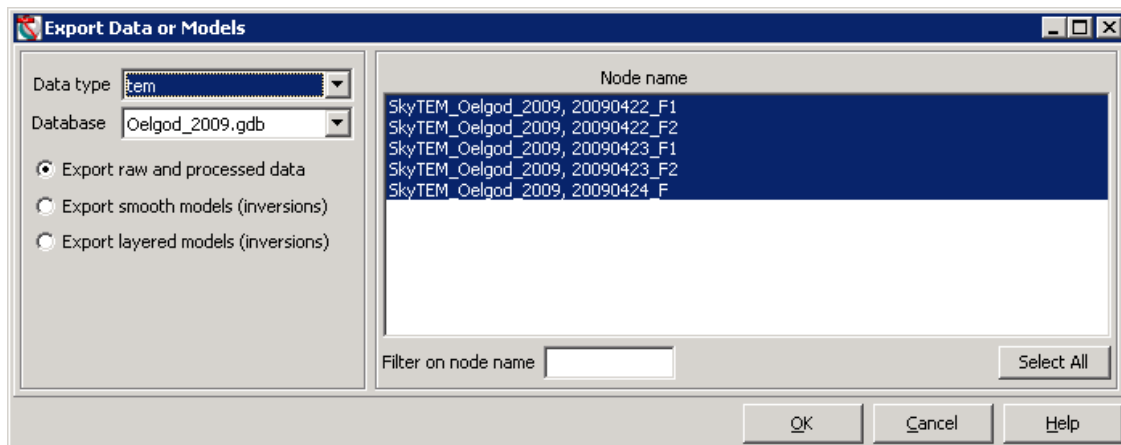 Export Data or Models
Data type tem
Database Oelgod_2009.gdb
Export raw and processed data
Export smooth models (inversions)
Export layered models (inversions)
Node name
SkyTEM_Oelgod_2009, 20090422_F1
SkyTEM_Oelgod_2009, 20090422_F2
SkyTEM_Oelgod_2009, 20090423_F1
SkyTEM_Oelgod_2009, 20090423_F2
SkyTEM_Oelgod_2009, 20090424_F
Filter on node name
Select All
OK Cancel Help